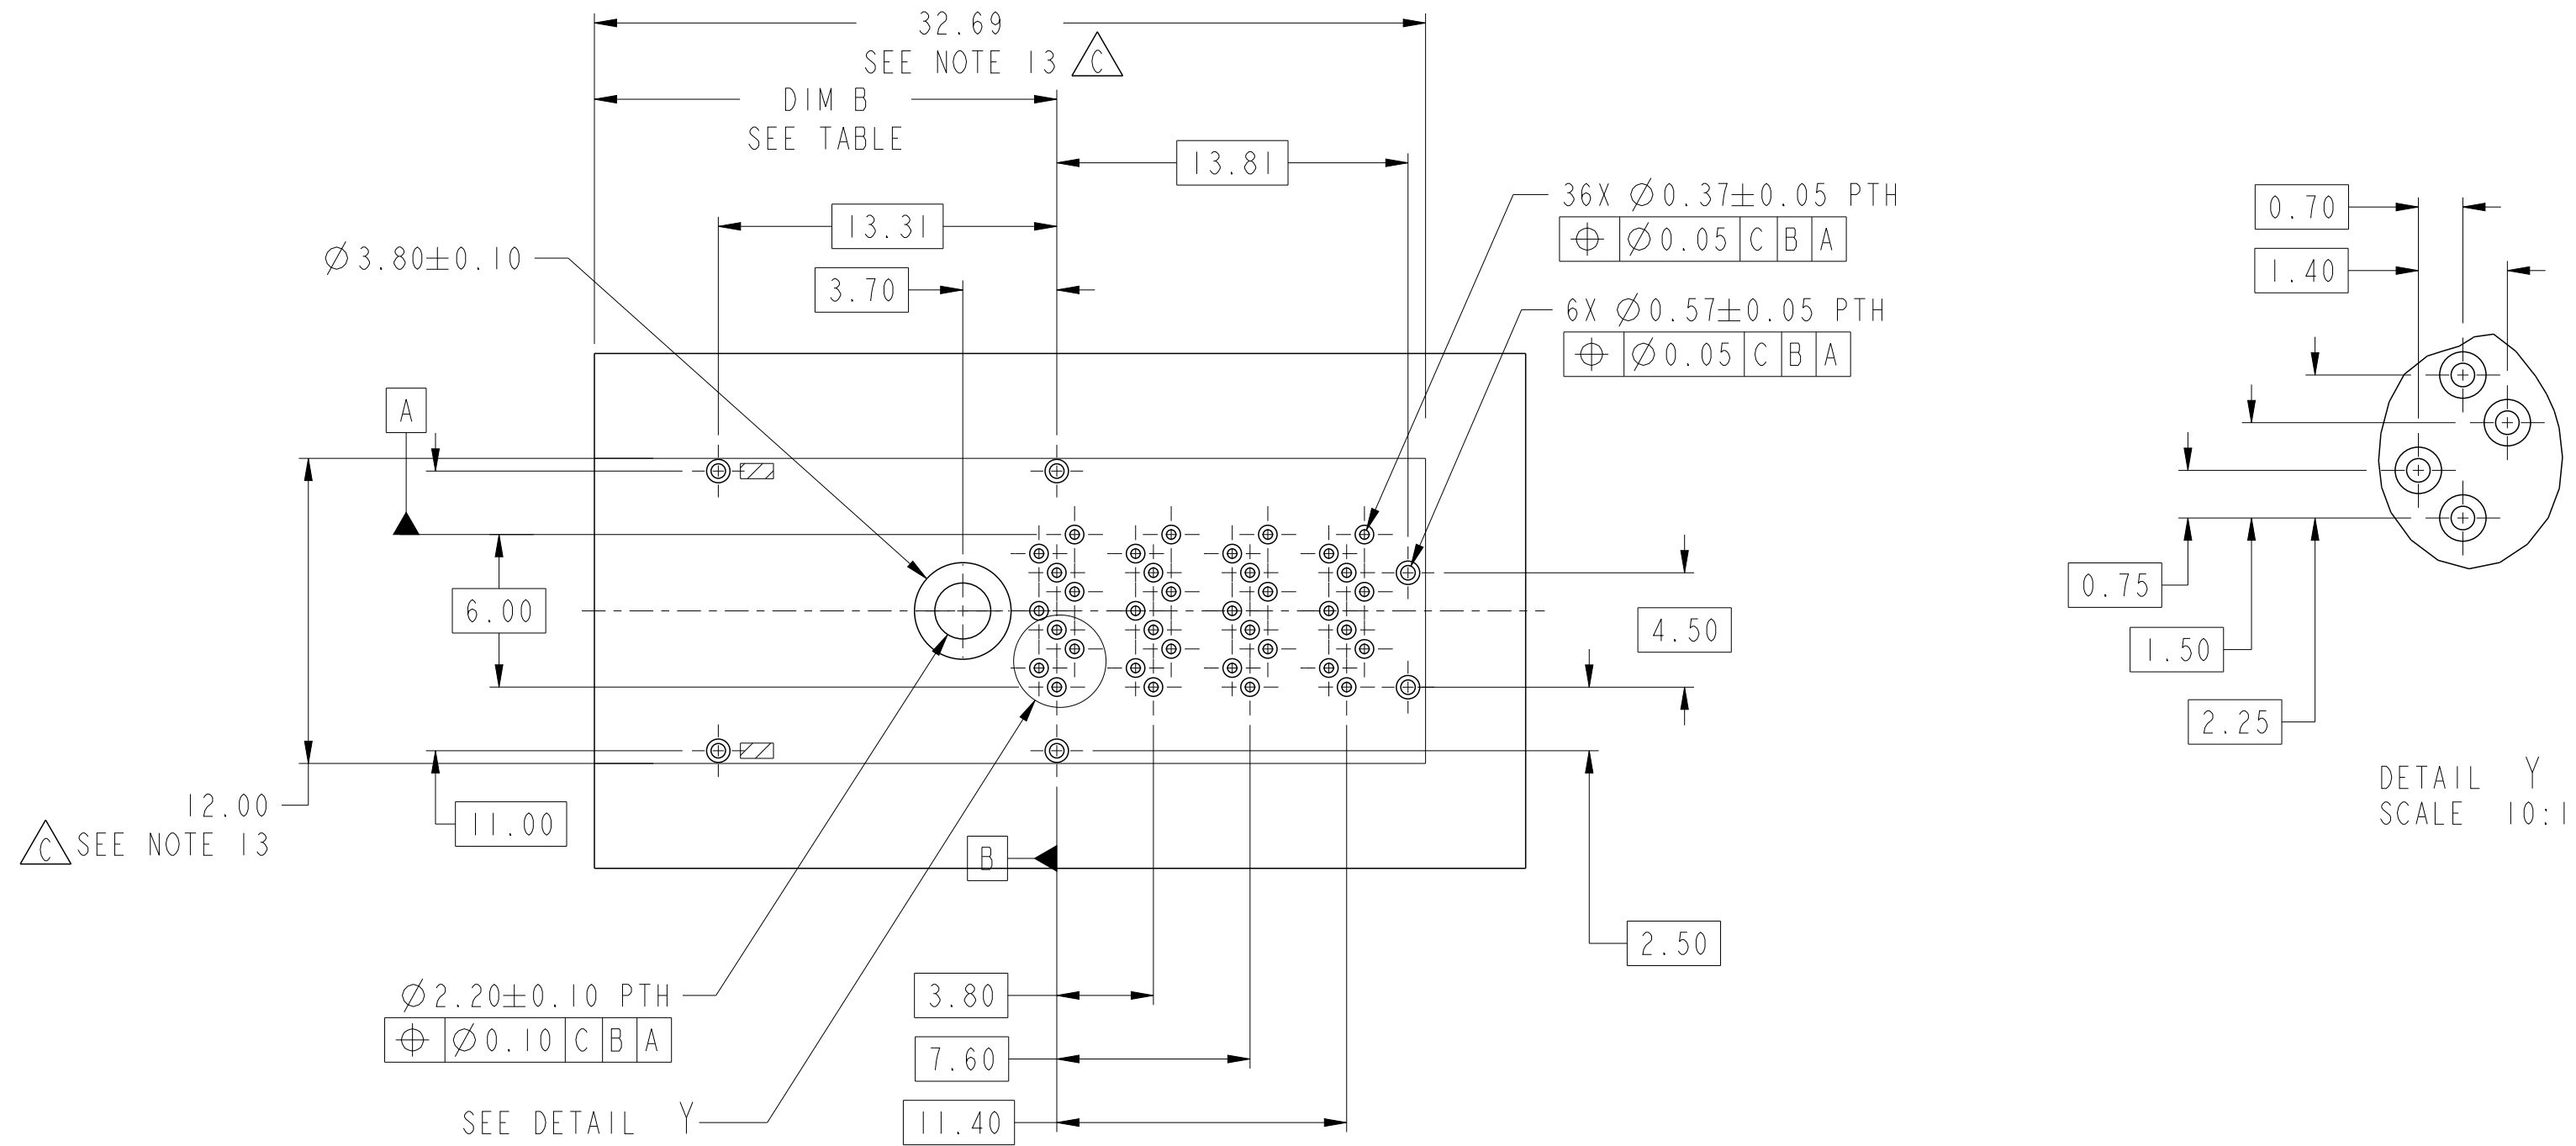 32.69
SEE NOTE 13 C
DIM B
SEE TABLE
13.81
13.31
3.70
Ø3.80±0.10
36X Ø0.37±0.05 PTH
⌖ Ø0.05 C B A
6X Ø0.57±0.05 PTH
⌖ Ø0.05 C B A
A
6.00
12.00
C SEE NOTE 13
11.00
B
4.50
2.50
Ø2.20±0.10 PTH
⌖ Ø0.10 C B A
3.80
7.60
11.40
SEE DETAIL Y
0.70
1.40
0.75
1.50
2.25
DETAIL Y
SCALE 10:1